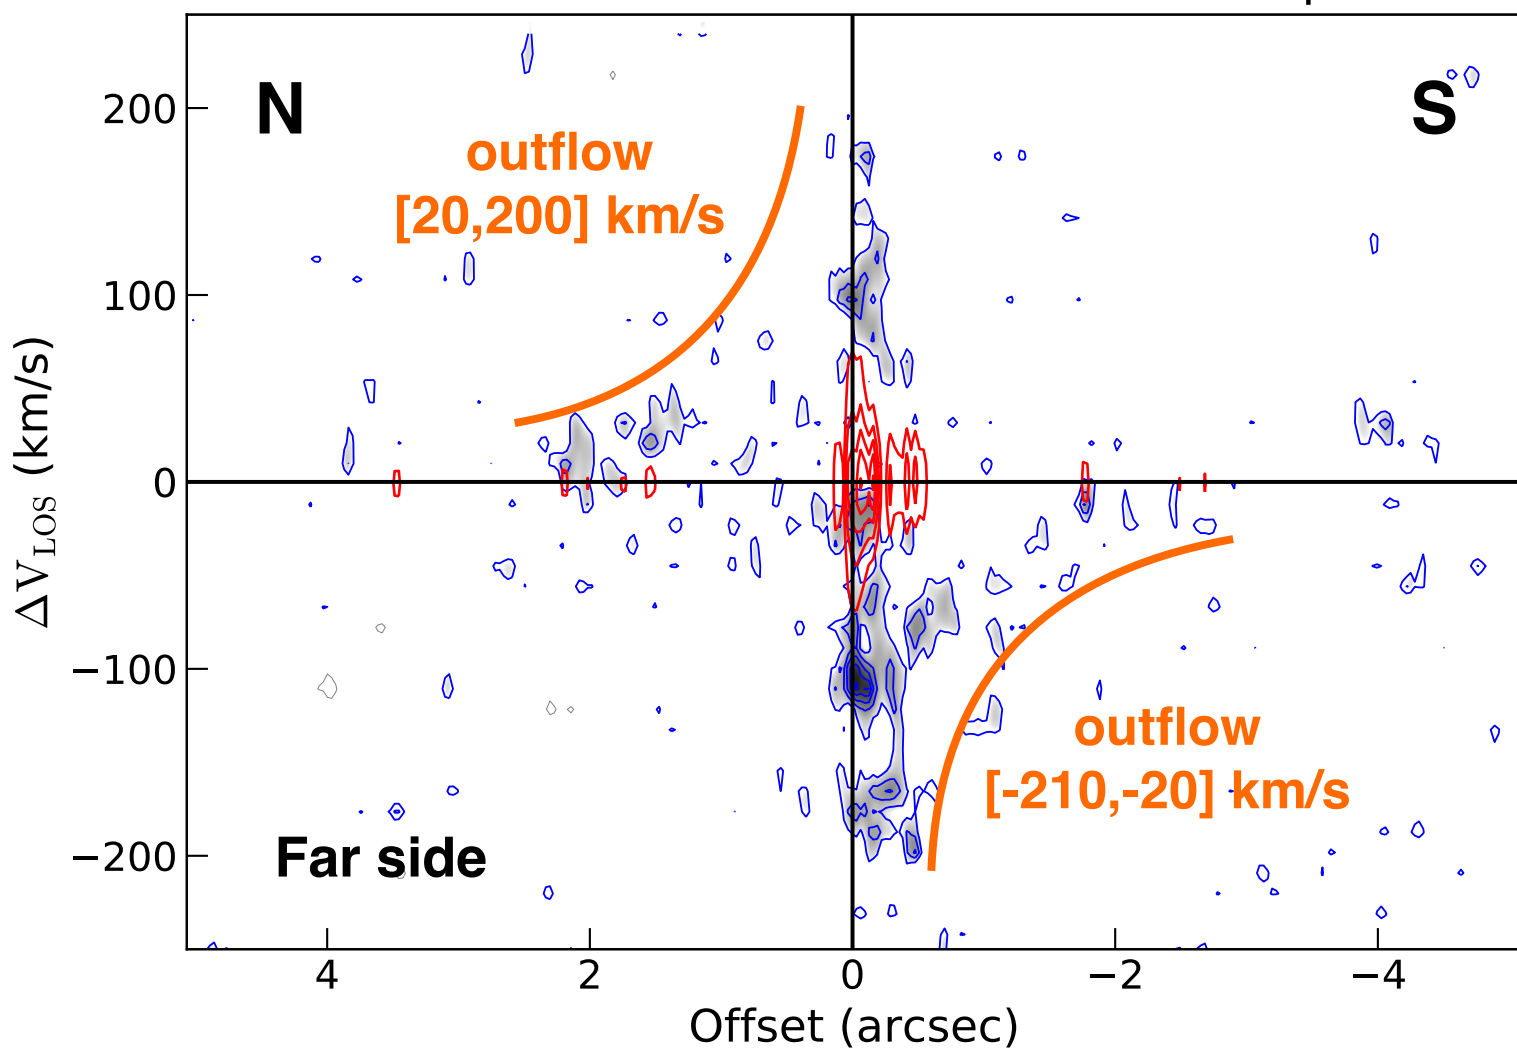 N
S
outflow
[20,200] km/s
200
100
0
−100
−200
ΔV_LOS (km/s)
outflow
[-210,-20] km/s
Far side
4
2
0
−2
−4
Offset (arcsec)